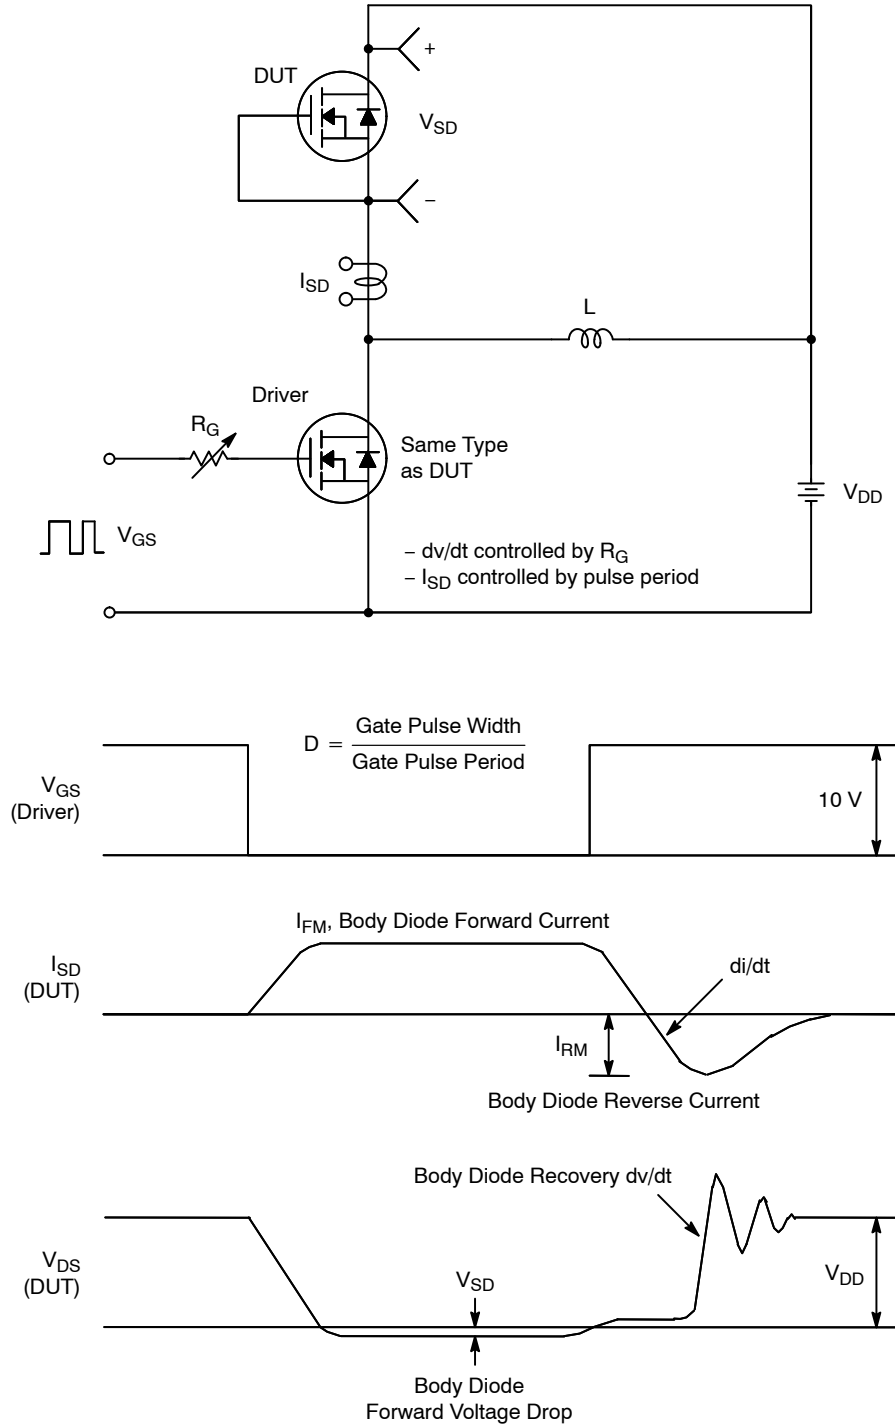 +
DUT
V_SD
–
I_SD
L
Driver
R_G
Same Type
as DUT
V_DD
V_GS
– dv/dt controlled by R_G
– I_SD controlled by pulse period
D = Gate Pulse Width
Gate Pulse Period
V_GS
(Driver)
10 V
I_FM, Body Diode Forward Current
I_SD
(DUT)
di/dt
I_RM
Body Diode Reverse Current
Body Diode Recovery dv/dt
V_DS
(DUT)
V_SD
V_DD
Body Diode
Forward Voltage Drop